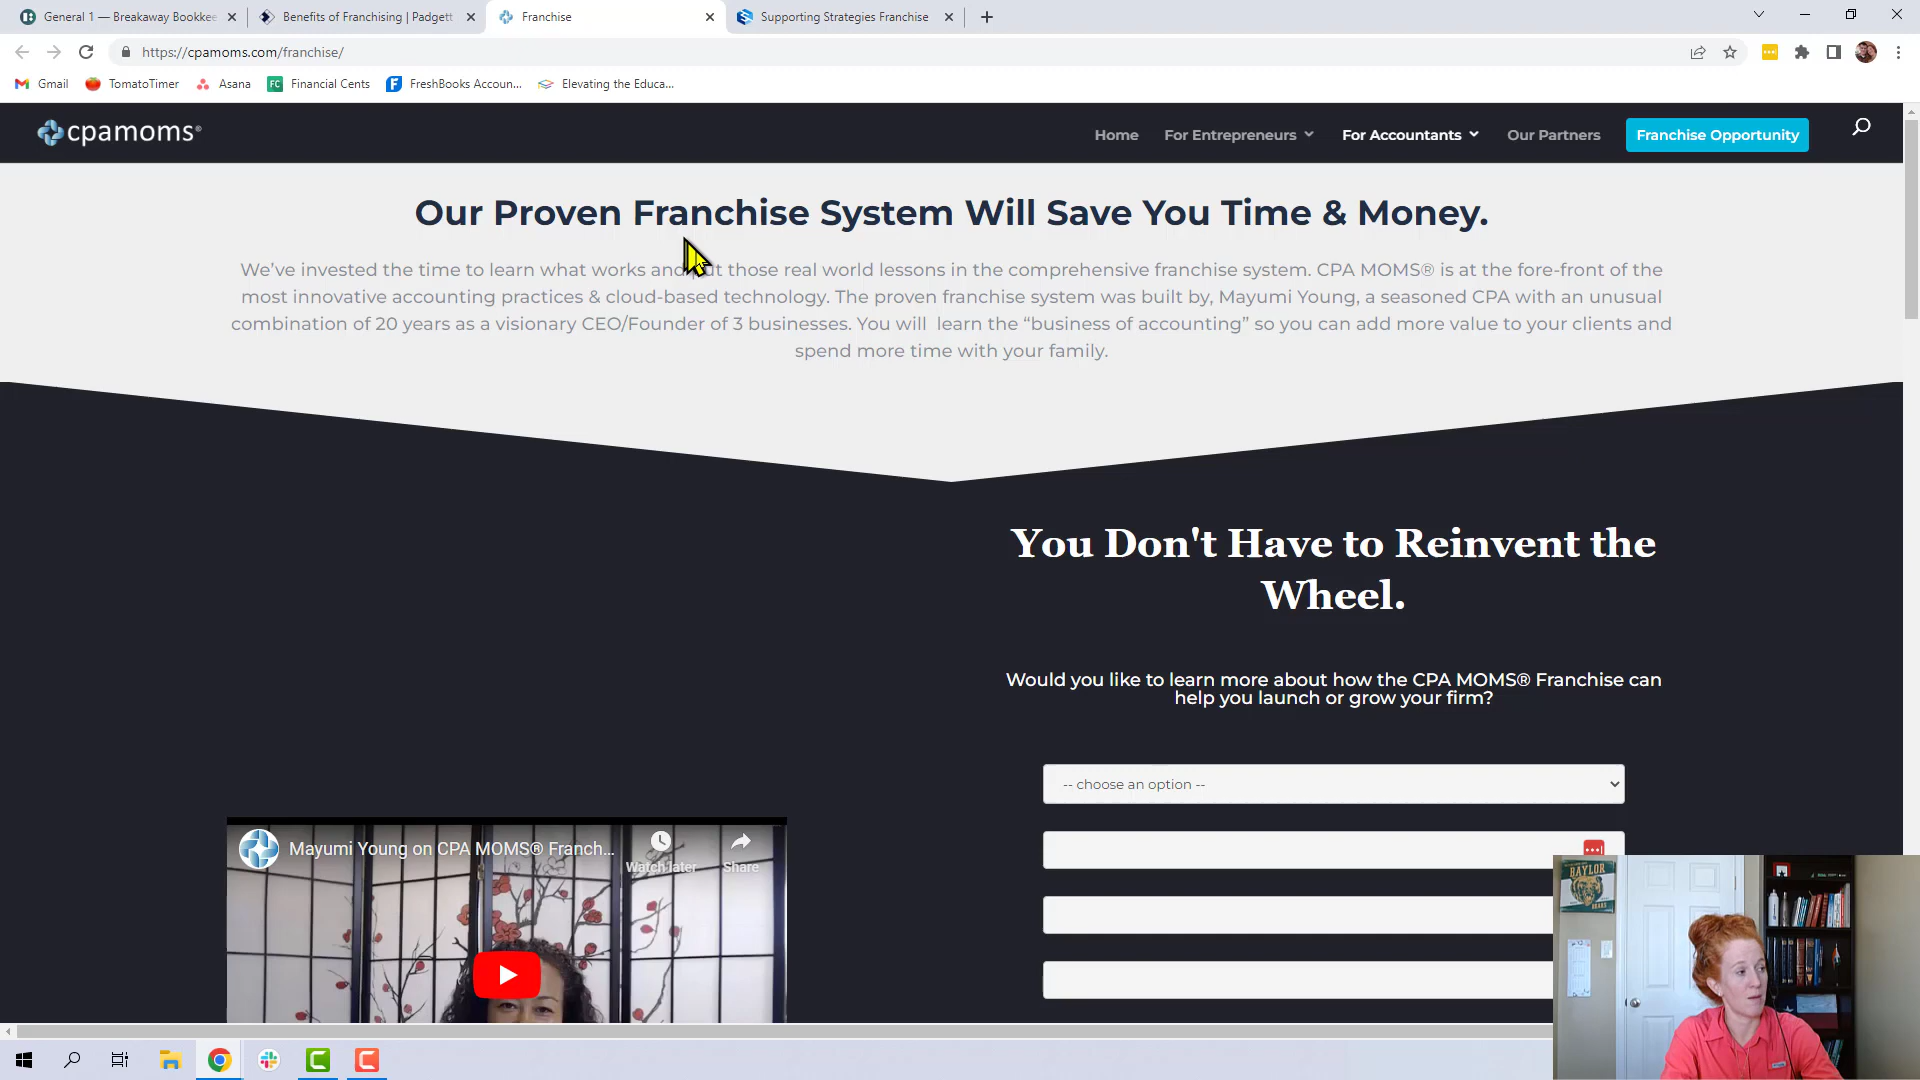 General 1 — Breakaway Bookkee
Benefits of Franchising | Padgett
Franchise
Supporting Strategies Franchise
https://cpamoms.com/franchise/
Gmail
TomatoTimer
Asana
FC
Financial Cents
FreshBooks Accoun...
Elevating the Educa...
cpamoms®
Home
For Entrepreneurs
For Accountants
Our Partners
Franchise Opportunity
Our Proven Franchise System Will Save You Time & Money.
We've invested the time to learn what works and those real world lessons in the comprehensive franchise system. CPA MOMS® is at the fore-front of the
most innovative accounting practices & cloud-based technology. The proven franchise system was built by, Mayumi Young, a seasoned CPA with an unusual
combination of 20 years as a visionary CEO/Founder of 3 businesses. You will learn the “business of accounting” so you can add more value to your clients and
spend more time with your family.
You Don't Have to Reinvent the
Wheel.
Would you like to learn more about how the CPA MOMS® Franchise can
help you launch or grow your firm?
-- choose an option --
Mayumi Young on CPA MOMS® Franch...
Watch later
Share
BAYLOR
BEARS